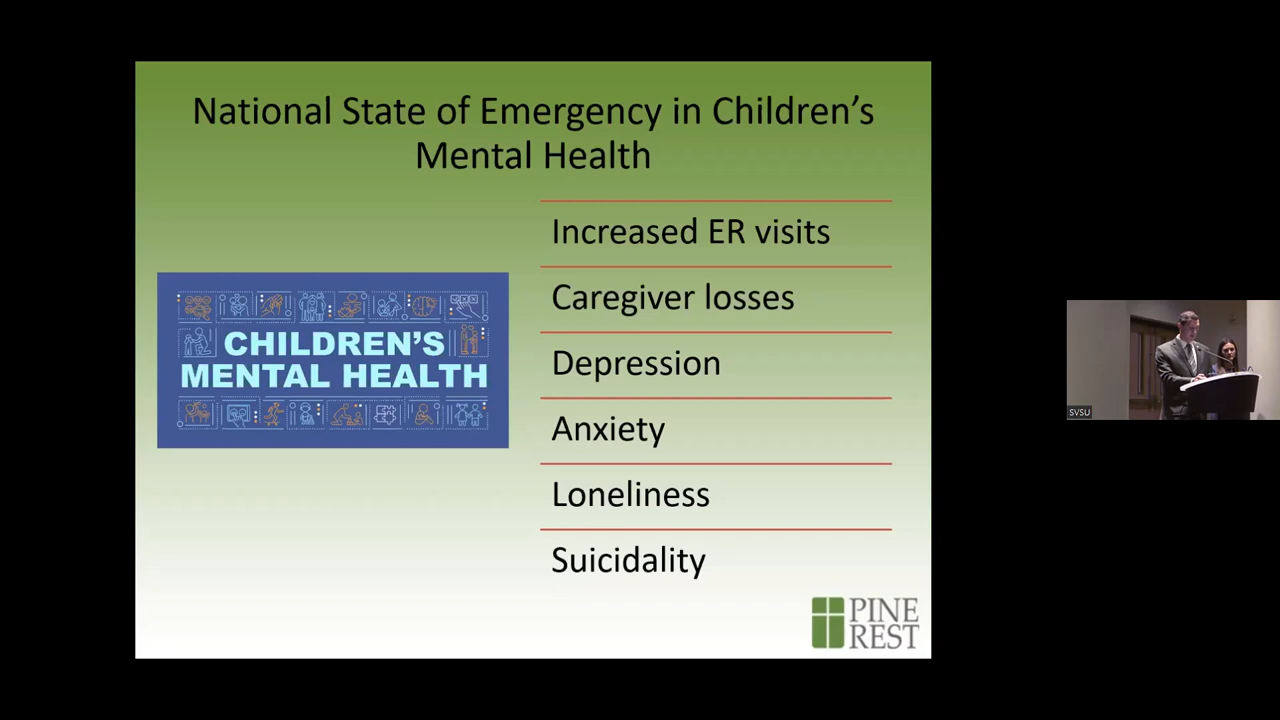 National State of Emergency in Children’s
Mental Health
Increased ER visits
Caregiver losses
Depression
Anxiety
Loneliness
Suicidality
CHILDREN’S
MENTAL HEALTH
PINE
REST
SVSU